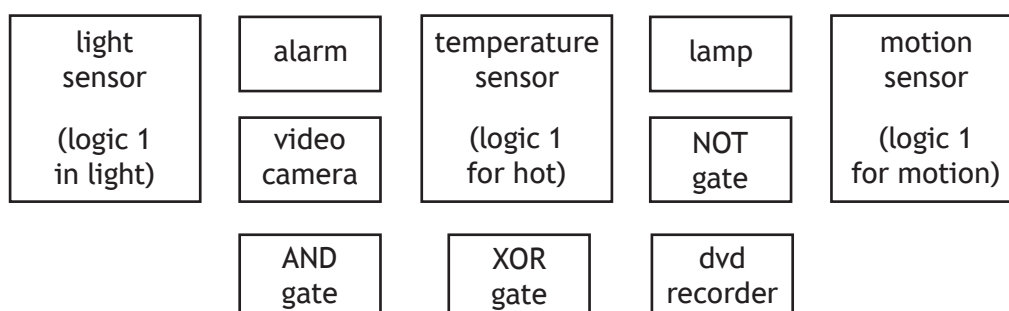 light
sensor
(logic 1
in light)
alarm
video
camera
temperature
sensor
(logic 1
for hot)
lamp
NOT
gate
motion
sensor
(logic 1
for motion)
AND
gate
XOR
gate
dvd
recorder